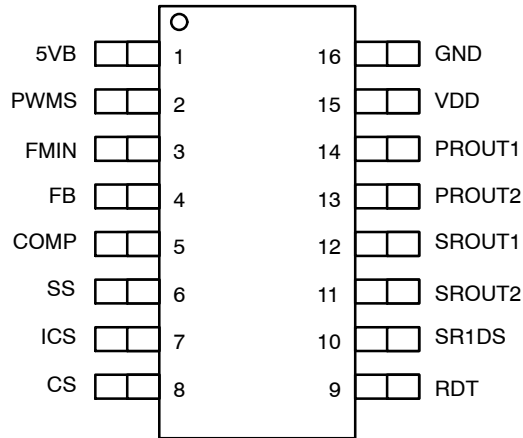 5VB 1 16 GND
PWMS 2 15 VDD
FMIN 3 14 PROUT1
FB 4 13 PROUT2
COMP 5 12 SROUT1
SS 6 11 SROUT2
ICS 7 10 SR1DS
CS 8 9 RDT